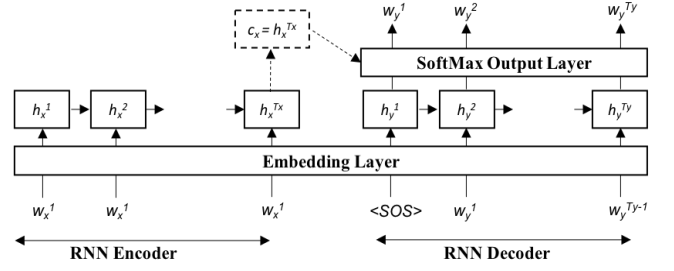 w_y^1 w_y^2 w_y^Ty
c_x = h_x^Tx
SoftMax Output Layer
h_x^1 h_x^2 h_x^Tx h_y^1 h_y^2 h_y^Ty
Embedding Layer
w_x^1 w_x^1 w_x^1 <SOS> w_y^1 w_y^Ty-1
RNN Encoder RNN Decoder